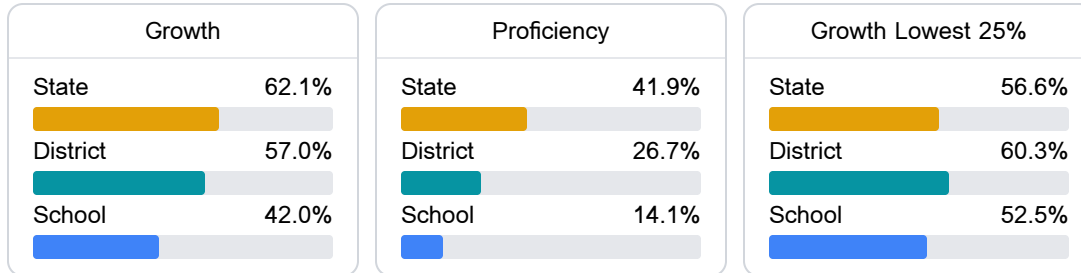 Growth
State 62.1%
District 57.0%
School 42.0%
Proficiency
State 41.9%
District 26.7%
School 14.1%
Growth Lowest 25%
State 56.6%
District 60.3%
School 52.5%